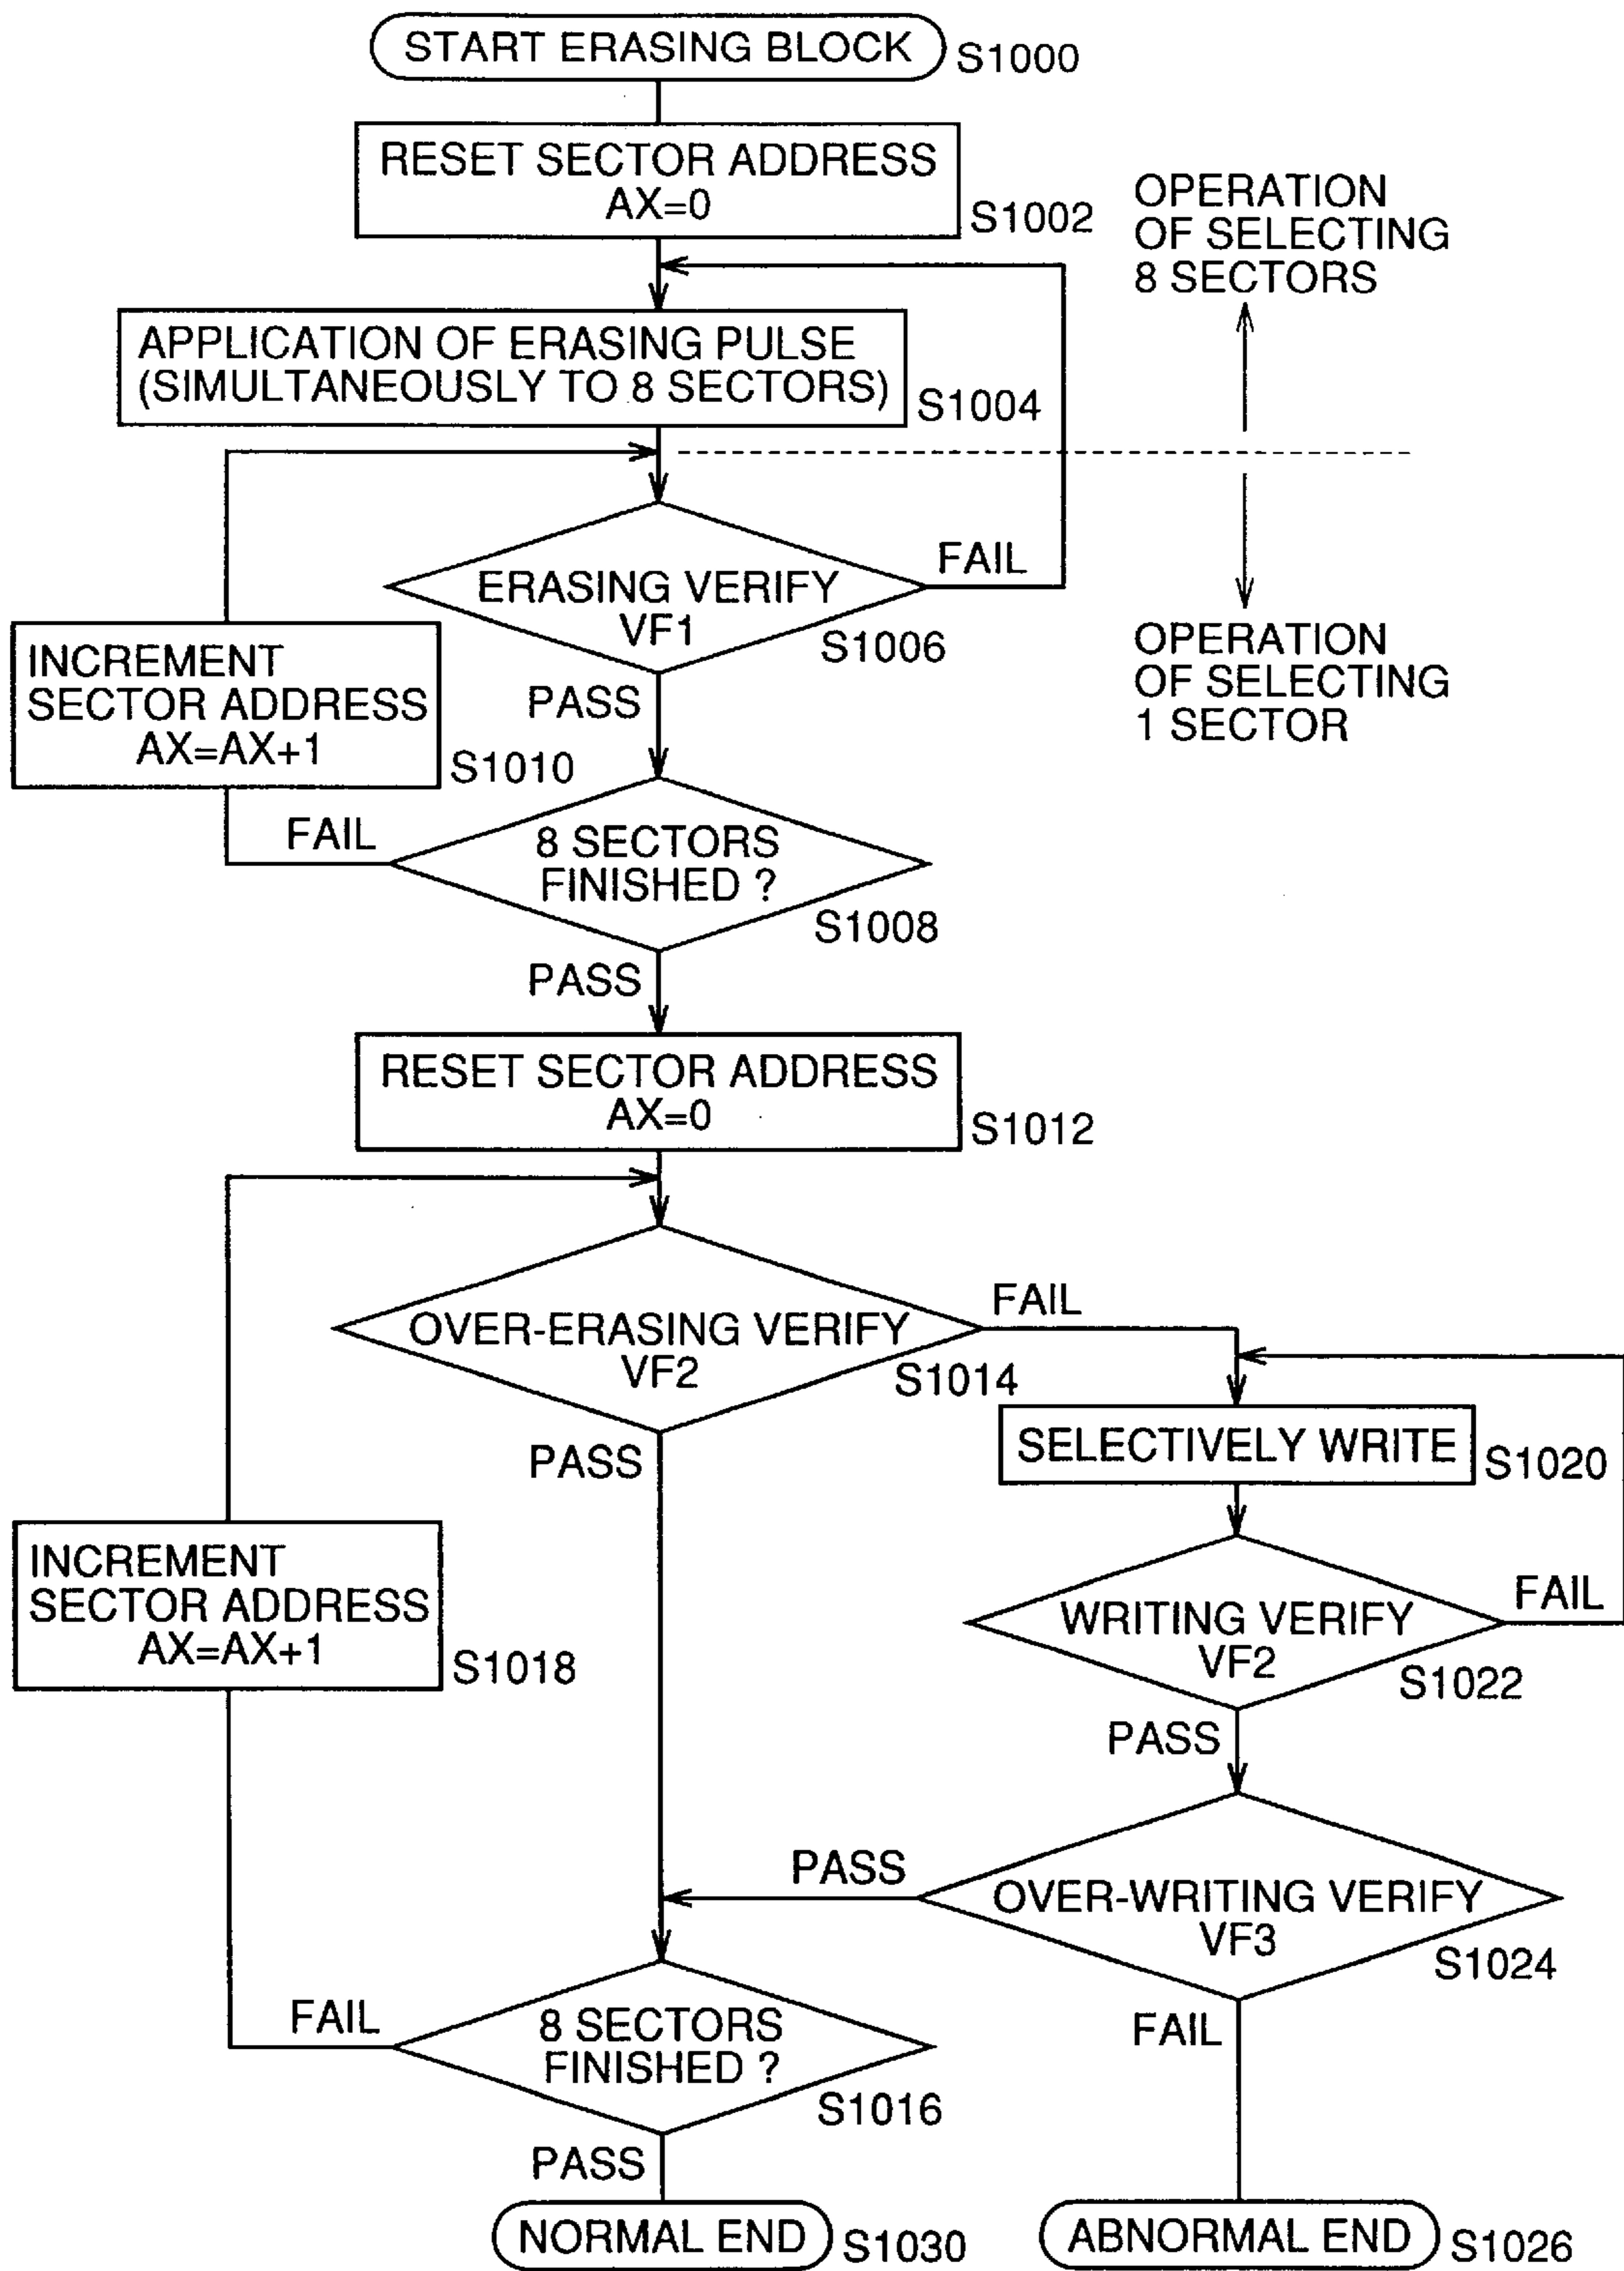 START ERASING BLOCK
S1000
RESET SECTOR ADDRESS
AX=0
S1002
OPERATION
OF SELECTING
8 SECTORS
APPLICATION OF ERASING PULSE
(SIMULTANEOUSLY TO 8 SECTORS)
S1004
FAIL
ERASING VERIFY
VF1
S1006
OPERATION
OF SELECTING
1 SECTOR
INCREMENT
SECTOR ADDRESS
AX=AX+1
S1010
PASS
FAIL
8 SECTORS
FINISHED ?
S1008
PASS
RESET SECTOR ADDRESS
AX=0
S1012
OVER-ERASING VERIFY
VF2
S1014
FAIL
PASS
SELECTIVELY WRITE
S1020
INCREMENT
SECTOR ADDRESS
AX=AX+1
S1018
WRITING VERIFY
VF2
S1022
FAIL
PASS
PASS
OVER-WRITING VERIFY
VF3
S1024
FAIL
8 SECTORS
FINISHED ?
S1016
FAIL
PASS
NORMAL END
S1030
ABNORMAL END
S1026